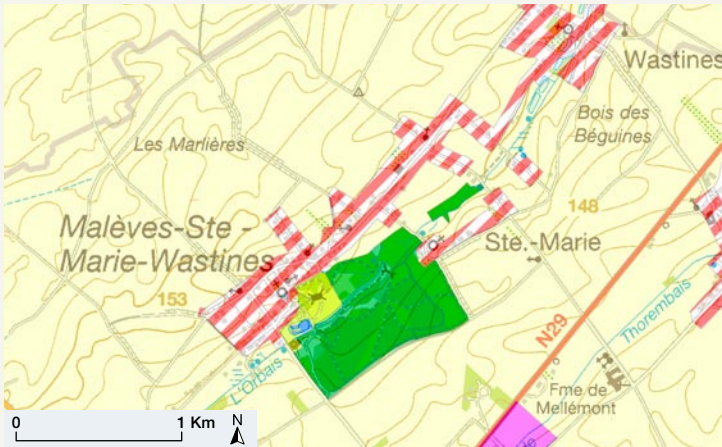 Wastines
Bois des
Béguines
Les Marlières
148
Malèves-Ste -
Marie-Wastines
Ste.-Marie
153
N29
Thorembais
L'Orbais
Fme de
Mellémont
0 1 Km N